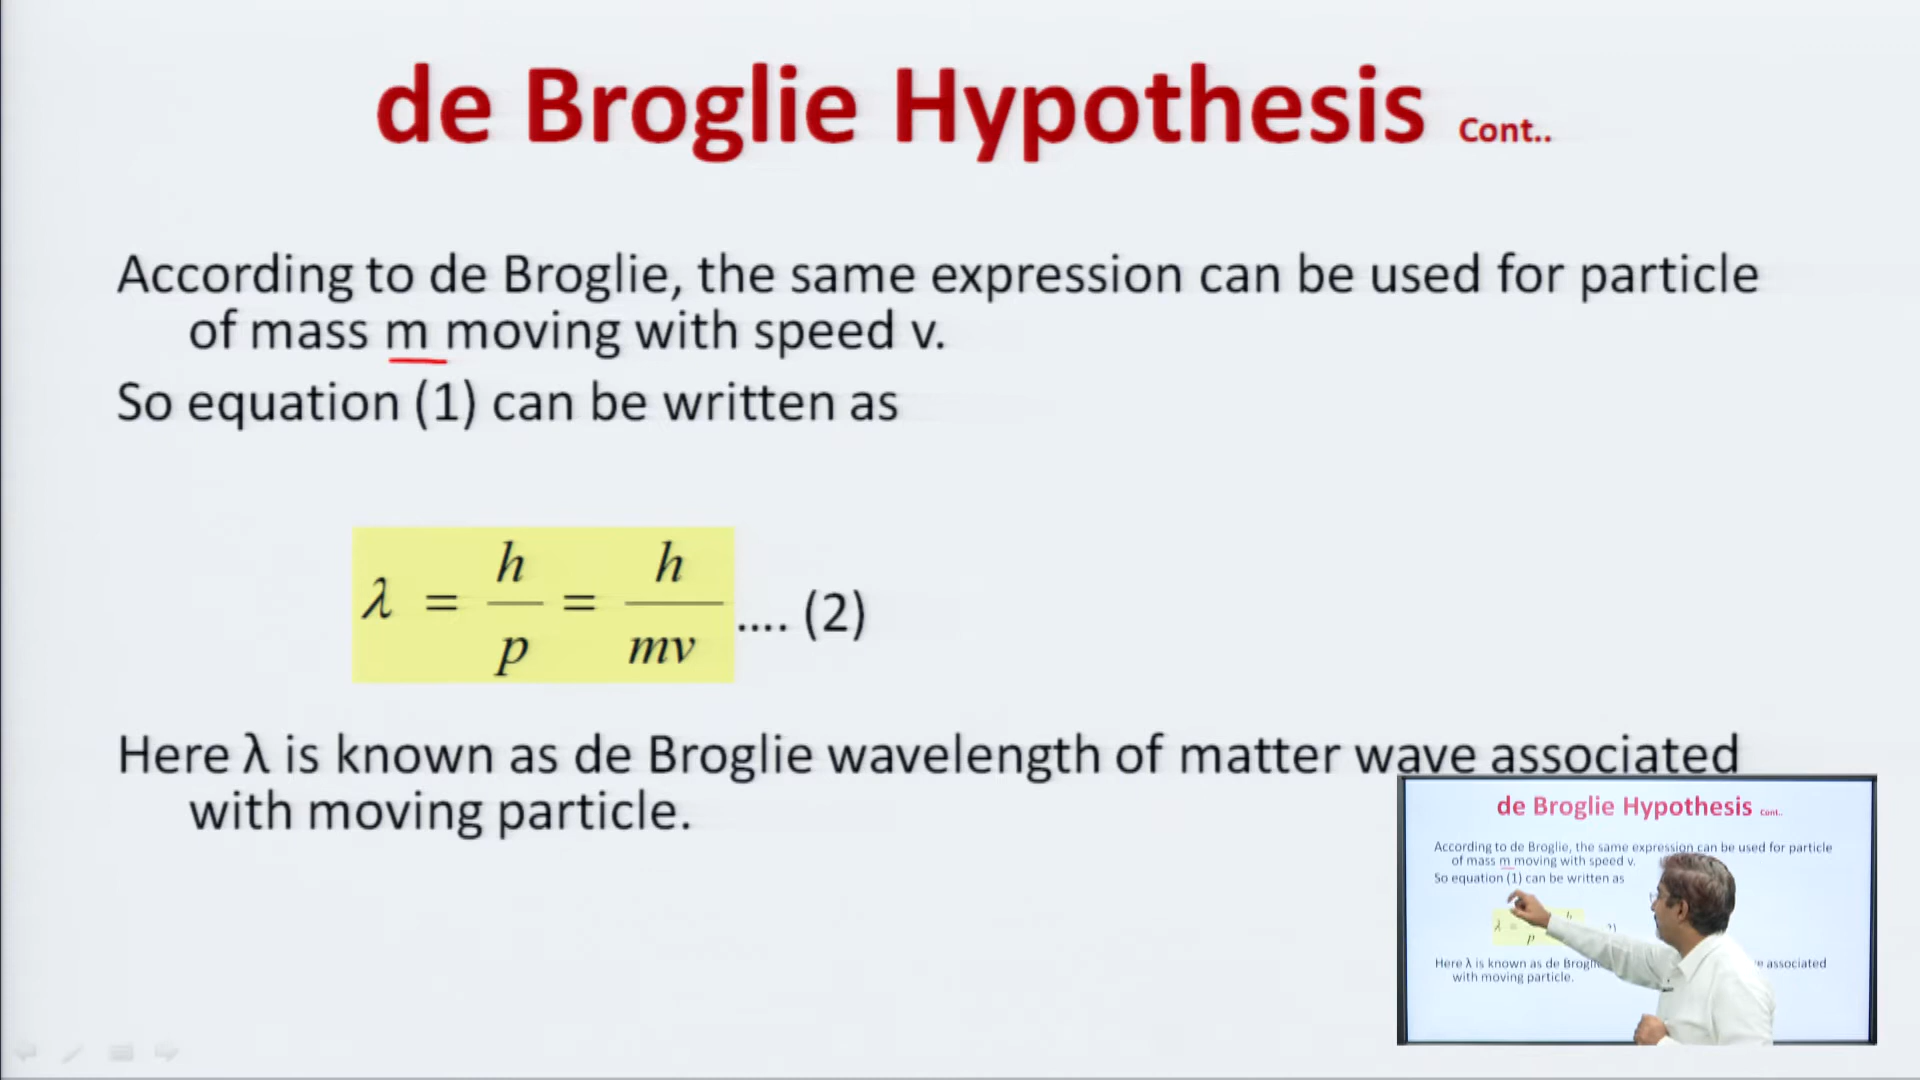 de Broglie Hypothesis Cont..
According to de Broglie, the same expression can be used for particle
of mass m moving with speed v.
So equation (1) can be written as
λ = h/p = h/mv .... (2)
Here λ is known as de Broglie wavelength of matter wave associated
with moving particle.
de Broglie Hypothesis Cont..
According to de Broglie, the same expression can be used for particle
of mass m moving with speed v.
So equation (1) can be written as
λ =
h
p
Here λ is known as de associated
with moving particle.